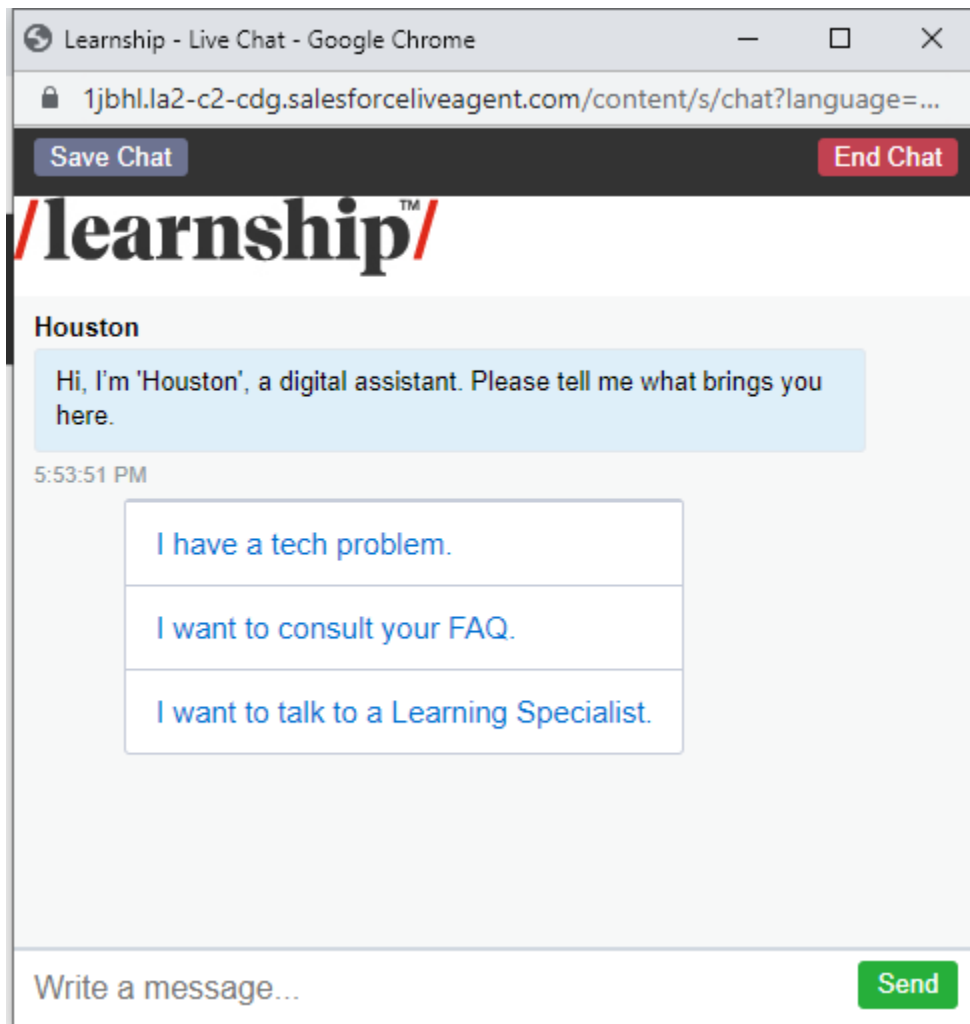 Learnship - Live Chat - Google Chrome
1jbhl.la2-c2-cdg.salesforceliveagent.com/content/s/chat?language=...
Save Chat End Chat
/learnship™/
Houston
Hi, I'm 'Houston', a digital assistant. Please tell me what brings you
here.
5:53:51 PM
I have a tech problem.
I want to consult your FAQ.
I want to talk to a Learning Specialist.
Write a message... Send